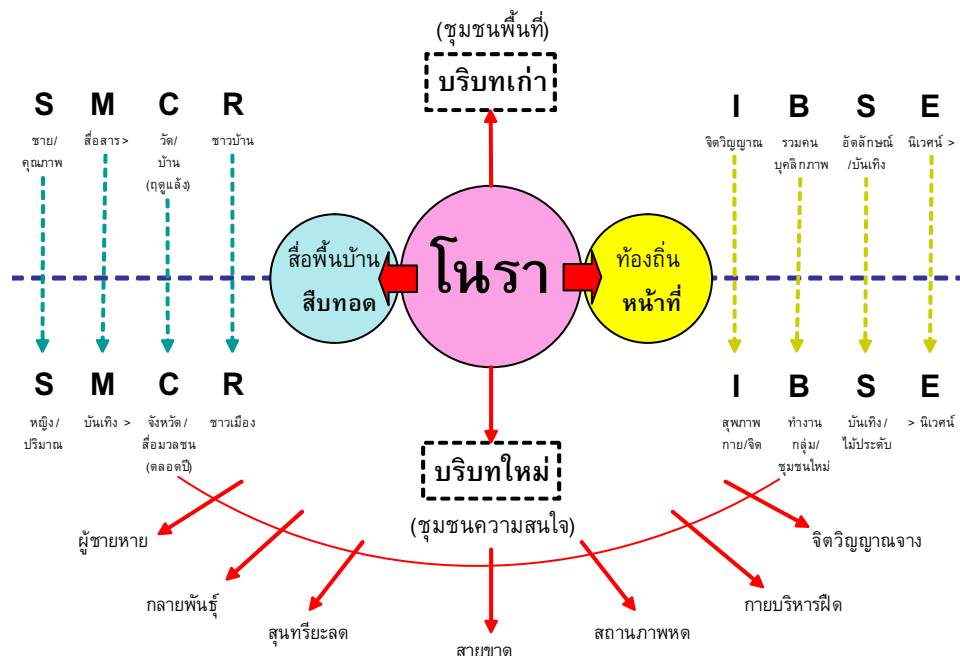 (ชุมชนพื้นที่)
บริบทเก่า
S M C R
ชาย/
คุณภาพ
สื่อสาร >
วัด/
บ้าน
(ฤดูแล้ง)
ชาวบ้าน
I B S E
จิตวิญญาณ
รวมคน
บุคลิกภาพ
อัตลักษณ์
/บันเทิง
นิเวศน์ >
สื่อพื้นบ้าน
สืบทอด
โนรา
ท้องถิ่น
หน้าที่
S M C R
หญิง/
ปริมาณ
บันเทิง >
จังหวัด/
สื่อมวลชน
(ตลอดปี)
ชาวเมือง
I B S E
สุพภาพ
กาย/จิต
ทำงาน
กลุ่ม/
ชุมชนใหม่
บันเทิง/
ไม้ประดับ
> นิเวศน์
บริบทใหม่
(ชุมชนความสนใจ)
ผู้ชายหาย
กลายพันธุ์
สุนทรียะลด
สายขาด
สถานภาพหด
กายบริหารฝืด
จิตวิญญาณจาง